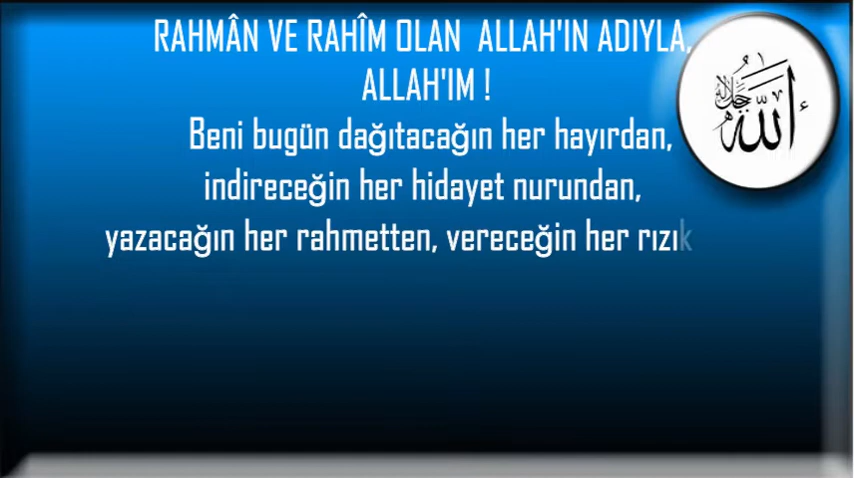 RAHMÂN VE RAHÎM OLAN ALLAH'IN ADIYLA,
ALLAH'IM !
Beni bugün dağıtacağın her hayırdan,
indireceğin her hidayet nurundan,
yazacağın her rahmetten, vereceğin her rızık
الله جل جلاله